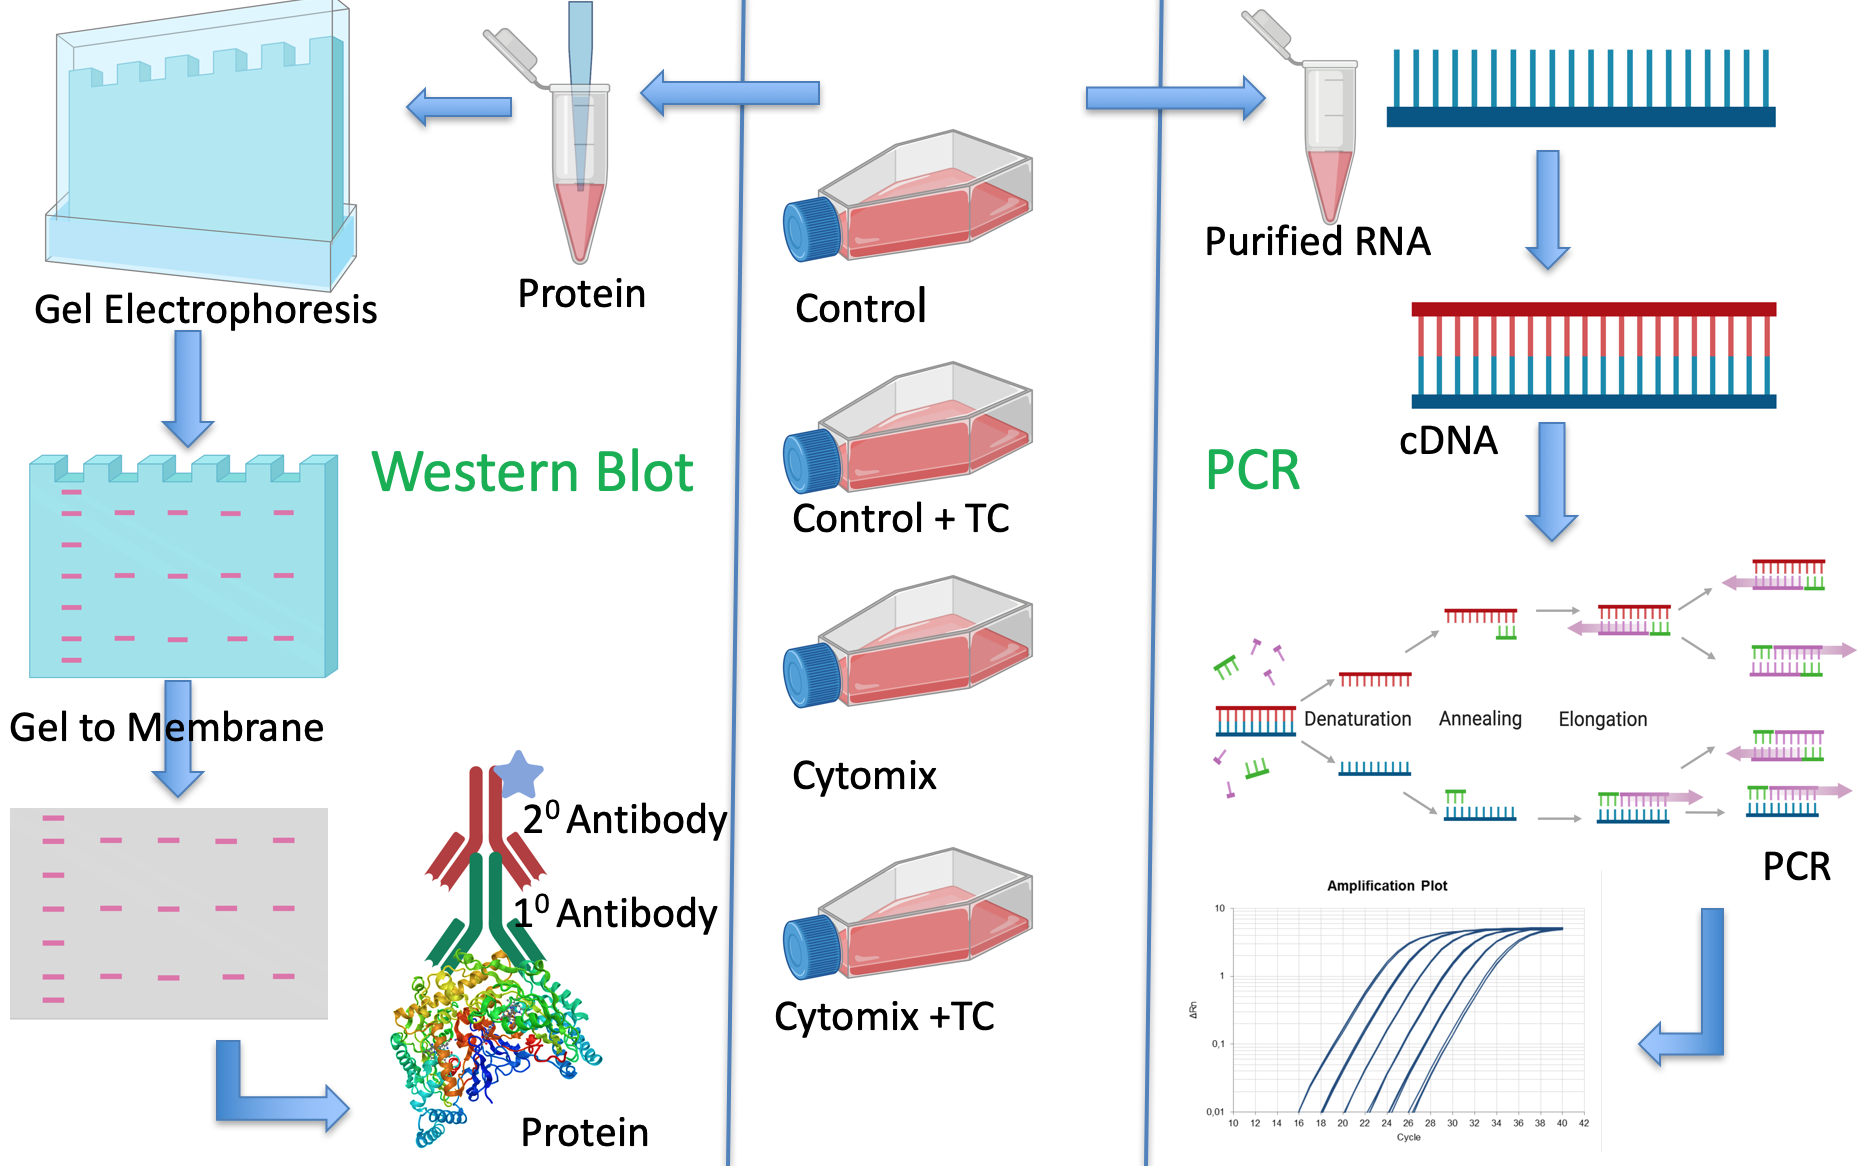 Gel Electrophoresis
Protein
Western Blot
Gel to Membrane
2⁰ Antibody
1⁰ Antibody
Protein
Control
Control + TC
Cytomix
Cytomix +TC
Purified RNA
cDNA
PCR
Denaturation Annealing Elongation
PCR
Amplification Plot
ΔRn
10
1
0,1
0,01
10 12 14 16 18 20 22 24 26 28 30 32 34 36 38 40 42
Cycle